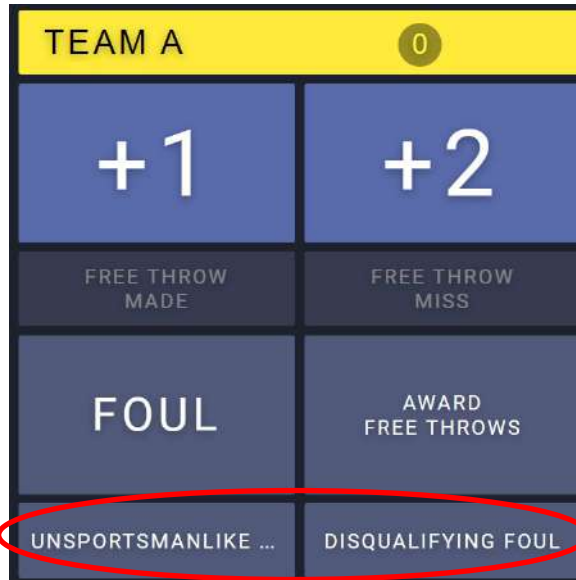 TEAM A 0
+1 +2
FREE THROW FREE THROW
MADE MISS
FOUL
AWARD
FREE THROWS
UNSPORTSMANLIKE ... DISQUALIFYING FOUL